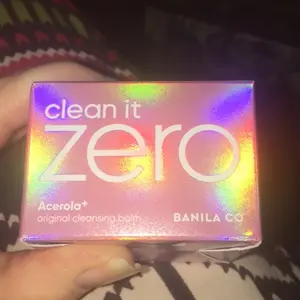 clean it
zero
Acerola+
original cleansing balm
BANILA CO